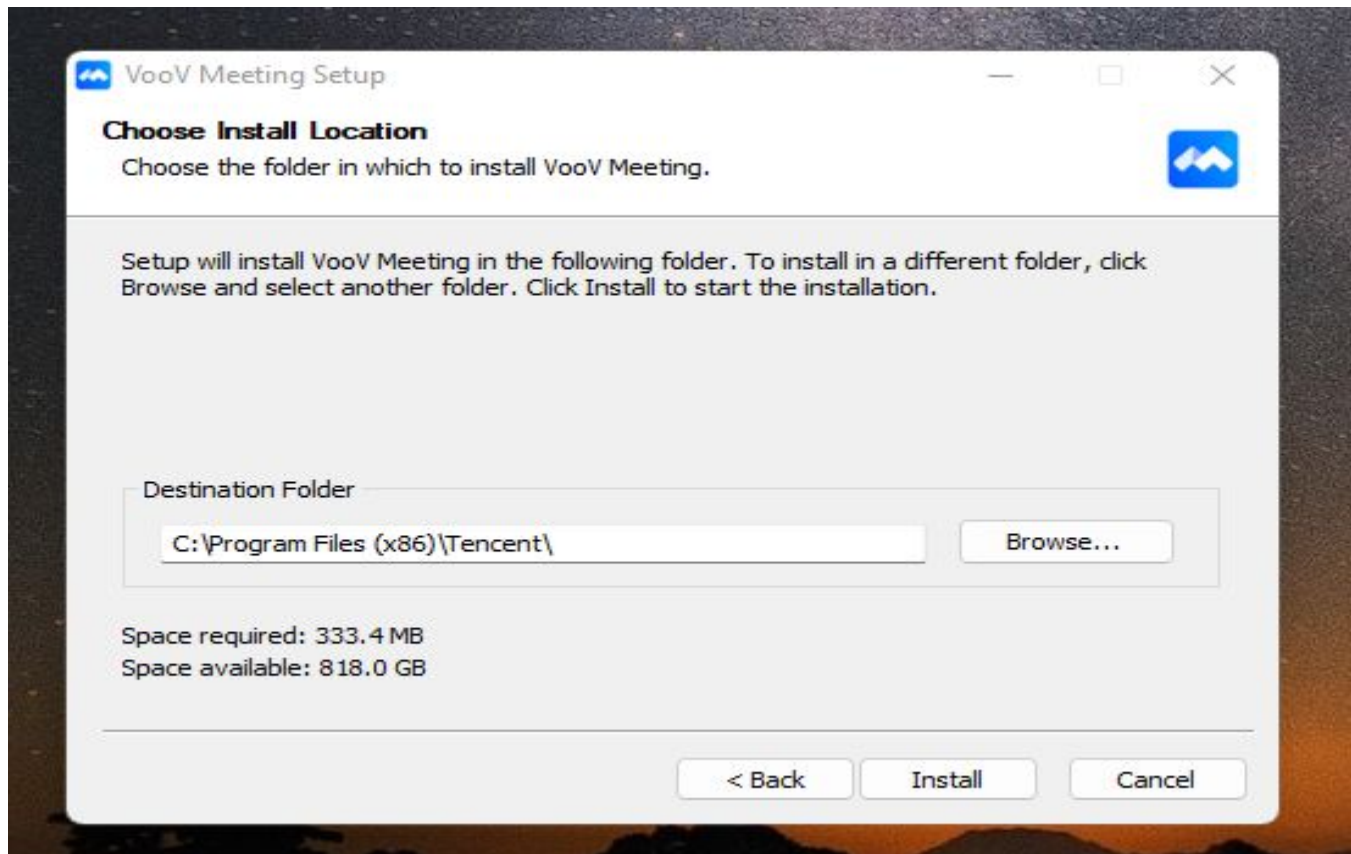 VooV Meeting Setup
Choose Install Location
Choose the folder in which to install VooV Meeting.
Setup will install VooV Meeting in the following folder. To install in a different folder, click
Browse and select another folder. Click Install to start the installation.
Destination Folder
C:\Program Files (x86)\Tencent\
Browse...
Space required: 333.4 MB
Space available: 818.0 GB
< Back
Install
Cancel